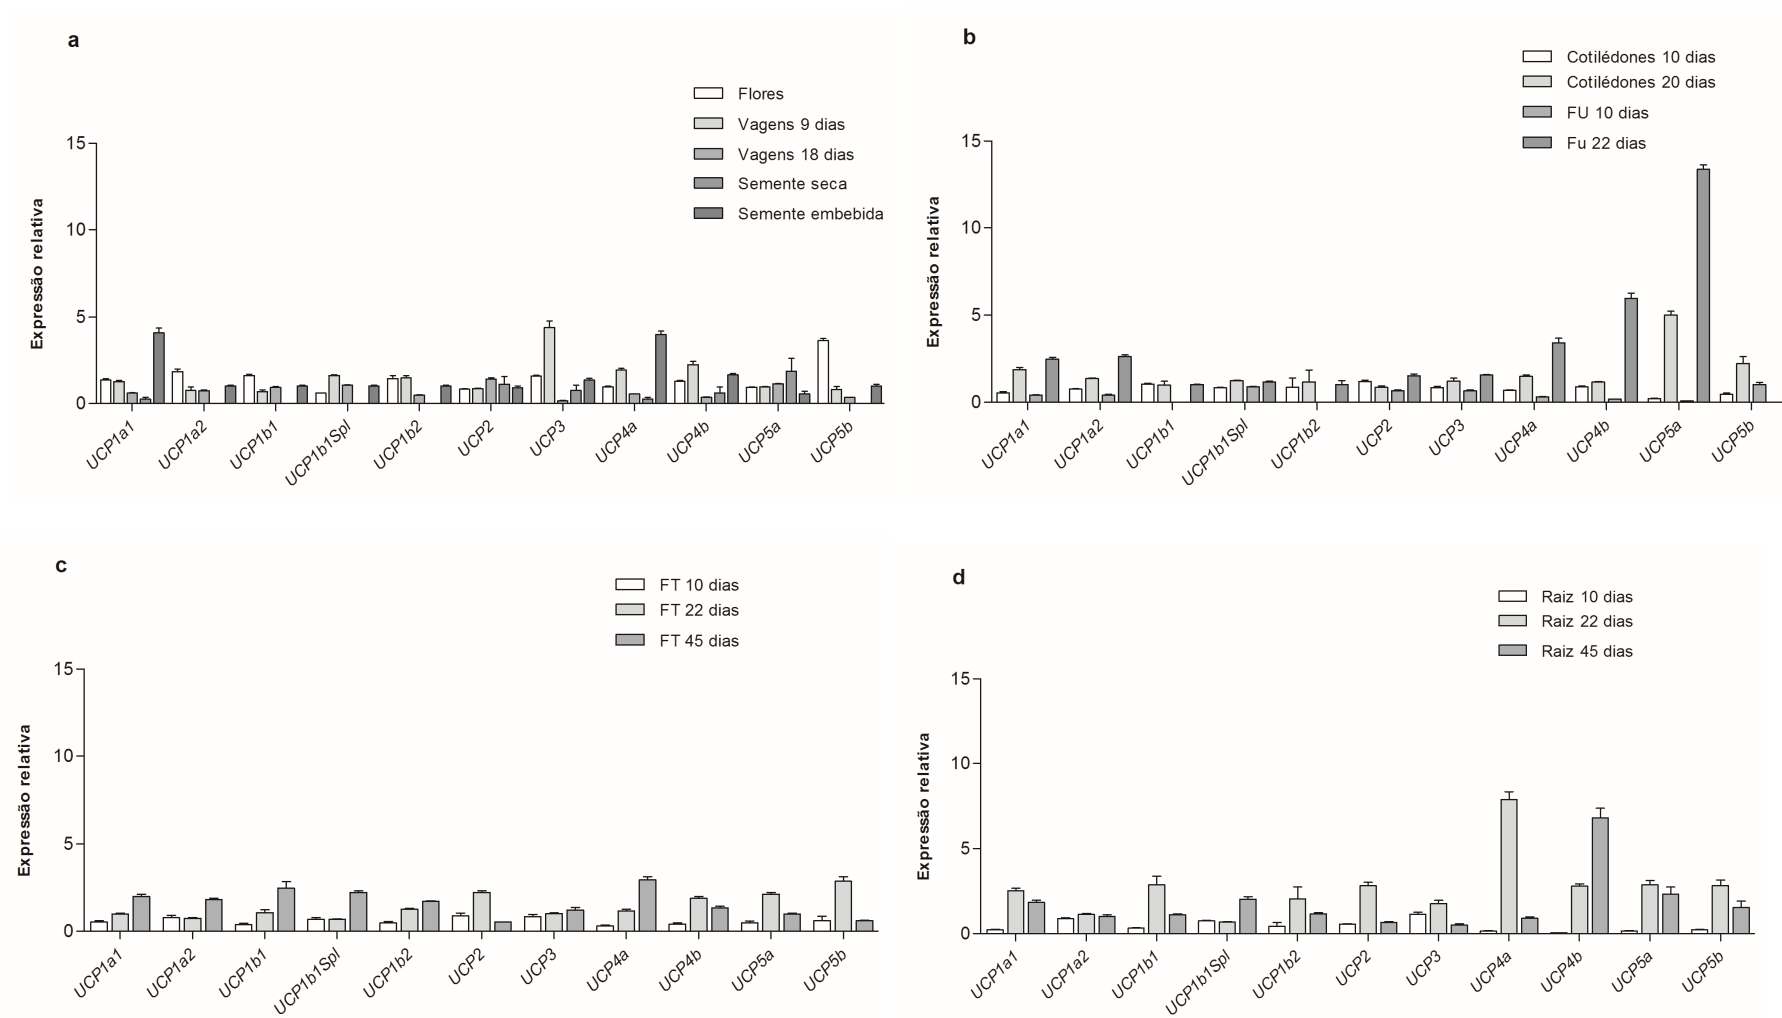 a
Flores
Vagens 9 dias
Vagens 18 dias
Semente seca
Semente embebida
Expressão relativa
15
10
5
0
UCP1a1
UCP1a2
UCP1b1
UCP1b1Spl
UCP1b2
UCP2
UCP3
UCP4a
UCP4b
UCP5a
UCP5b
b
Cotilédones 10 dias
Cotilédones 20 dias
FU 10 dias
Fu 22 dias
Expressão relativa
15
10
5
0
UCP1a1
UCP1a2
UCP1b1
UCP1b1Spl
UCP1b2
UCP2
UCP3
UCP4a
UCP4b
UCP5a
UCP5b
c
FT 10 dias
FT 22 dias
FT 45 dias
Expressão relativa
15
10
5
0
UCP1a1
UCP1a2
UCP1b1
UCP1b1Spl
UCP1b2
UCP2
UCP3
UCP4a
UCP4b
UCP5a
UCP5b
d
Raiz 10 dias
Raiz 22 dias
Raiz 45 dias
Expressão relativa
15
10
5
0
UCP1a1
UCP1a2
UCP1b1
UCP1b1Spl
UCP1b2
UCP2
UCP3
UCP4a
UCP4b
UCP5a
UCP5b